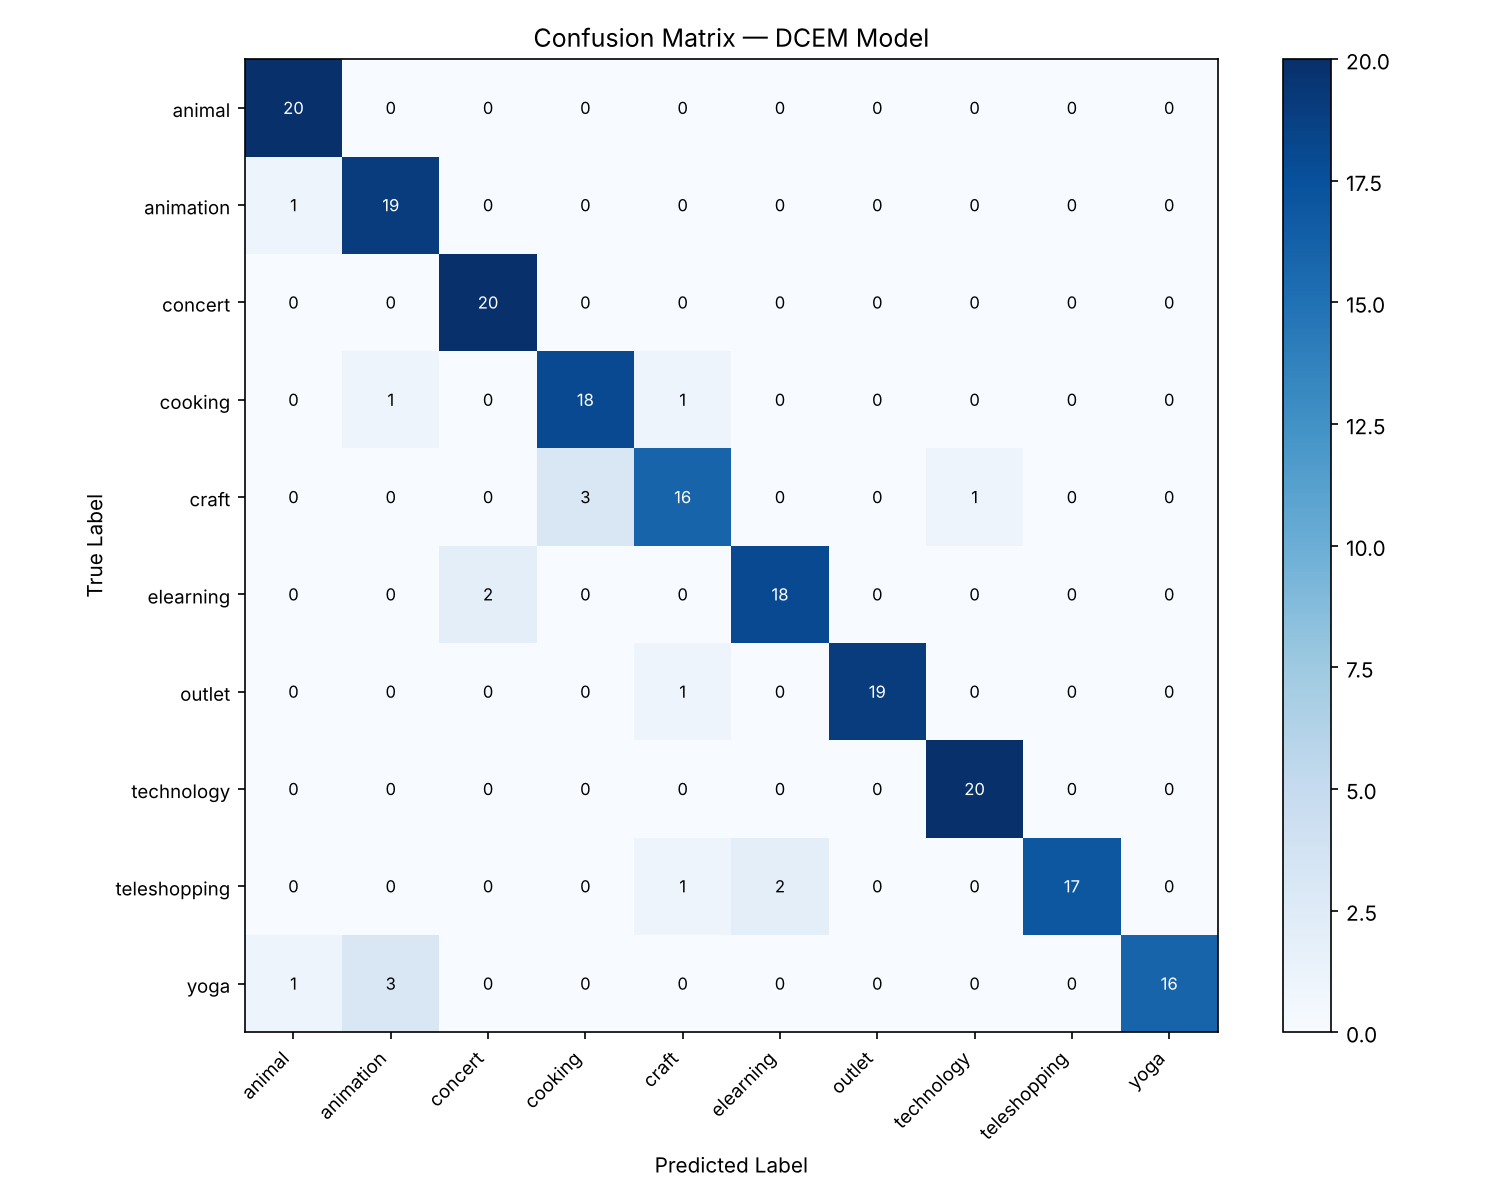 Confusion Matrix — DCEM Model
True Label
animal 20 0 0 0 0 0 0 0 0 0
animation 1 19 0 0 0 0 0 0 0 0
concert 0 0 20 0 0 0 0 0 0 0
cooking 0 1 0 18 1 0 0 0 0 0
craft 0 0 0 3 16 0 0 1 0 0
elearning 0 0 2 0 0 18 0 0 0 0
outlet 0 0 0 0 1 0 19 0 0 0
technology 0 0 0 0 0 0 0 20 0 0
teleshopping 0 0 0 0 1 2 0 0 17 0
yoga 1 3 0 0 0 0 0 0 0 16
animal animation concert cooking craft elearning outlet technology teleshopping yoga
Predicted Label
20.0
17.5
15.0
12.5
10.0
7.5
5.0
2.5
0.0